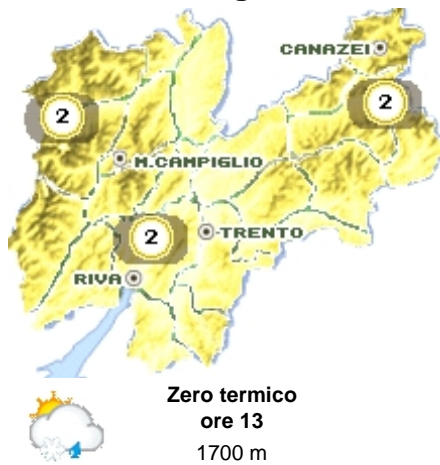 CANAZEI
2
2
M.CAMPIGLIO
2
TRENTO
RIVA
Zero termico
ore 13
1700 m